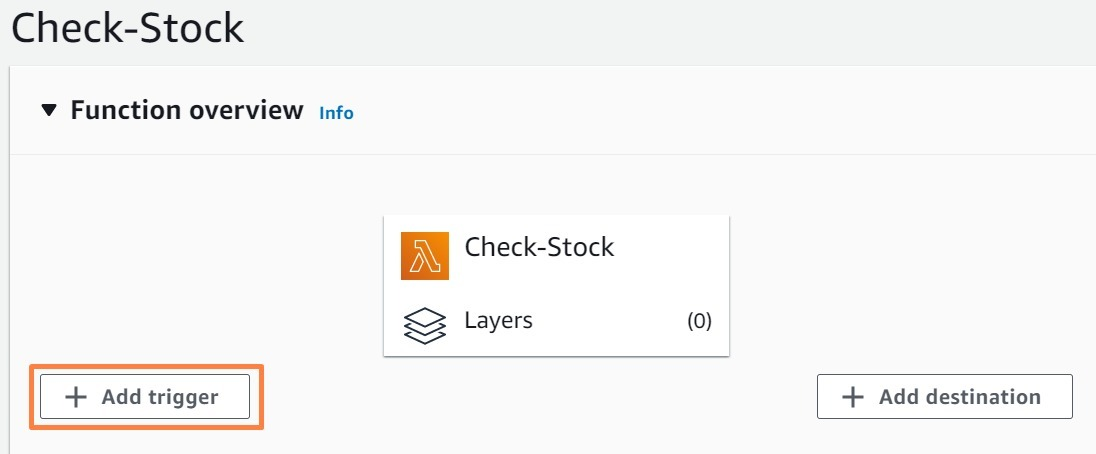 Check-Stock
Function overview Info
Check-Stock
Layers (0)
Add trigger
Add destination